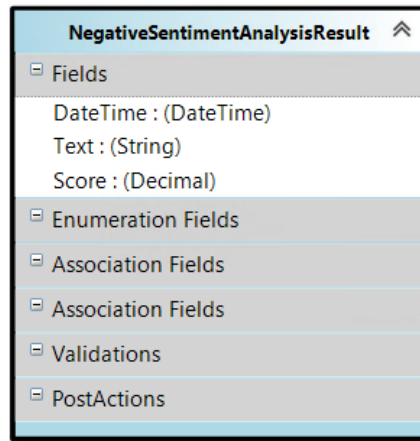 NegativeSentimentAnalysisResult
Fields
DateTime : (DateTime)
Text : (String)
Score : (Decimal)
Enumeration Fields
Association Fields
Association Fields
Validations
PostActions